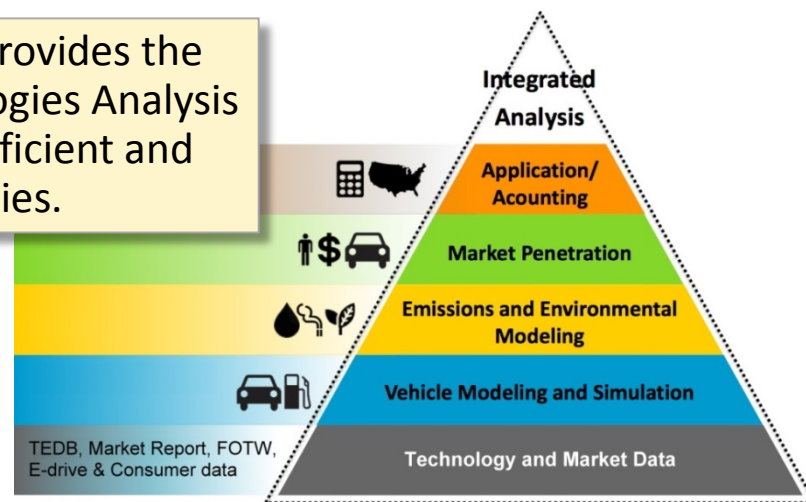 rovides the
ogies Analysis
ficient and
ies.
Integrated
Analysis
Application/
Acounting
Market Penetration
Emissions and Environmental
Modeling
Vehicle Modeling and Simulation
TEDB, Market Report, FOTW,
E-drive & Consumer data
Technology and Market Data